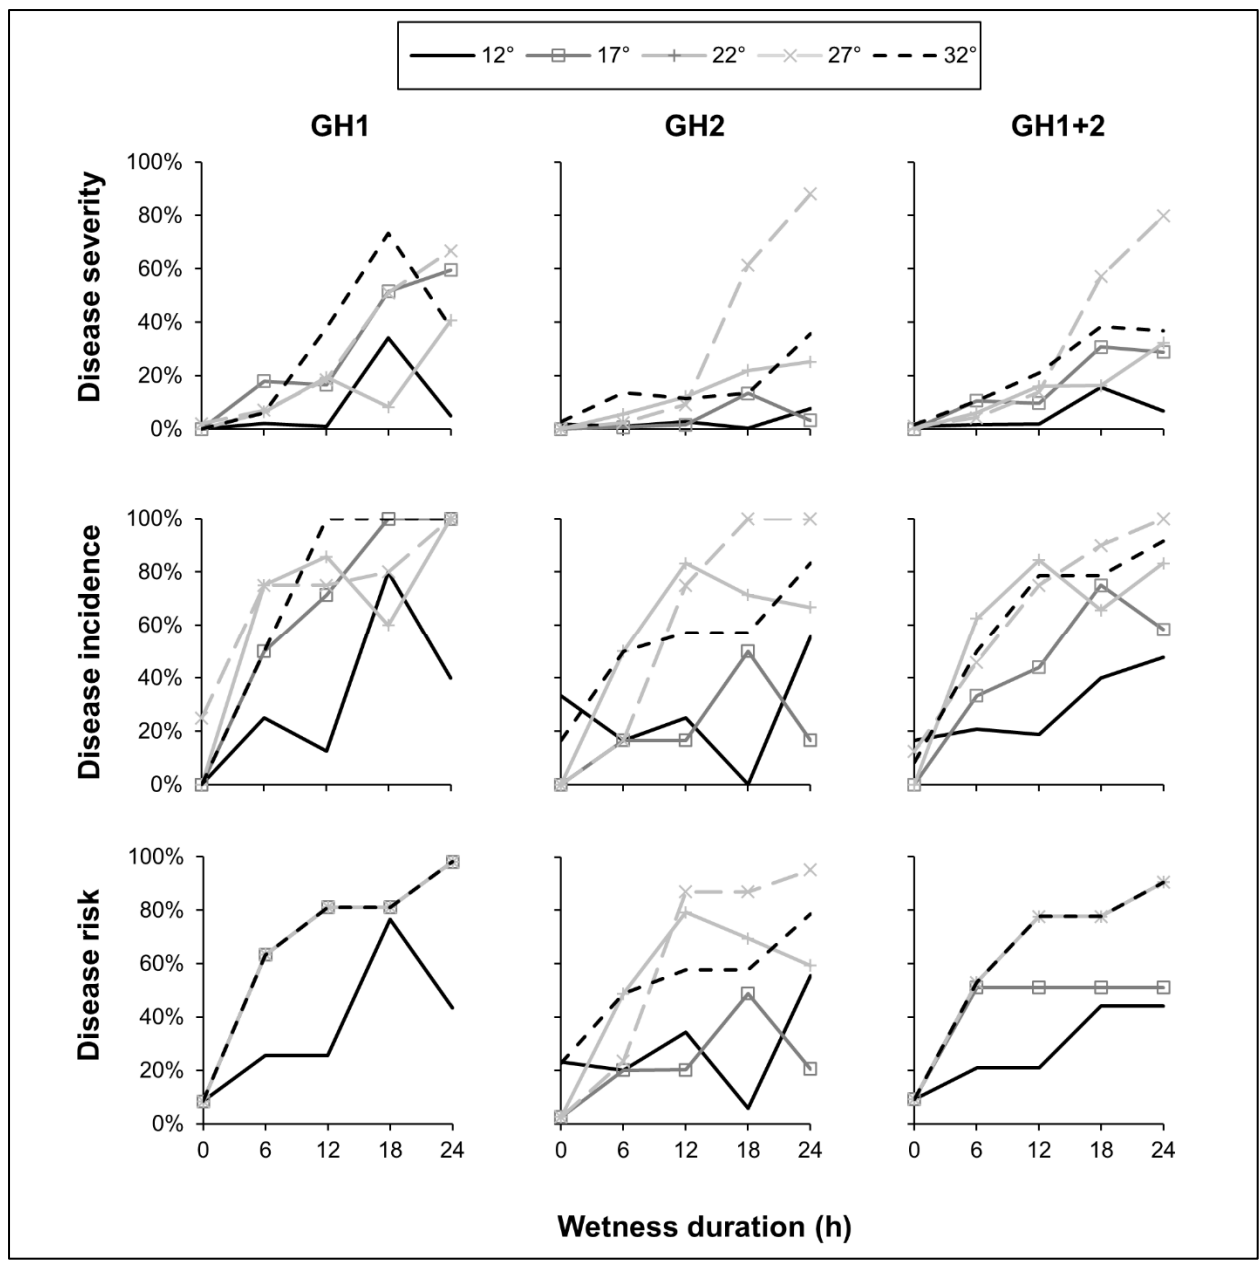 12° 17° 22° 27° 32°
GH1 GH2 GH1+2
Disease severity
100%
80%
60%
40%
20%
0%
Disease incidence
100%
80%
60%
40%
20%
0%
Disease risk
100%
80%
60%
40%
20%
0%
0 6 12 18 24 0 6 12 18 24 0 6 12 18 24
Wetness duration (h)